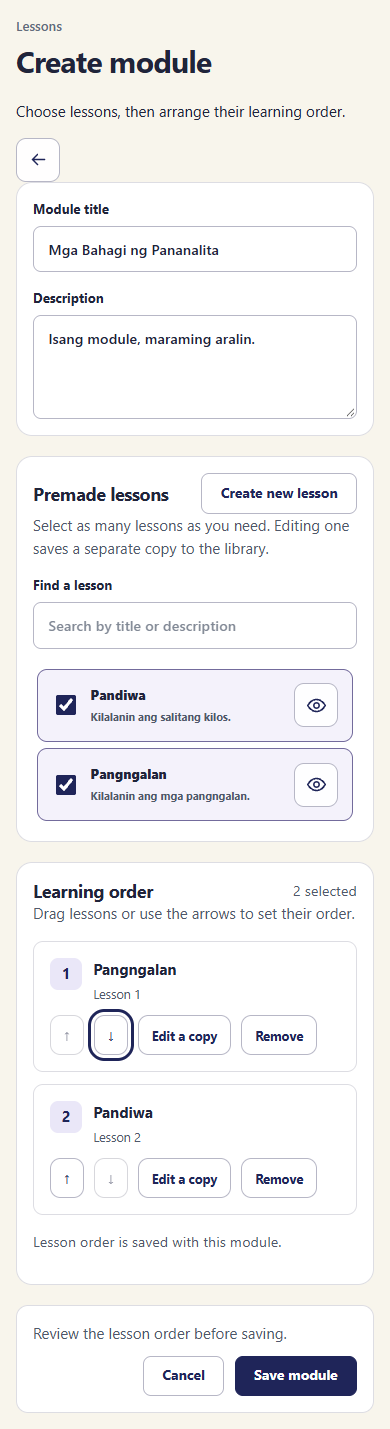 Lessons
Create module
Choose lessons, then arrange their learning order.
←
Module title
Mga Bahagi ng Pananalita
Description
Isang module, maraming aralin.
Premade lessons
Create new lesson
Select as many lessons as you need. Editing one
saves a separate copy to the library.
Find a lesson
Search by title or description
Pandiwa
Kilalanin ang salitang kilos.
Pangngalan
Kilalanin ang mga pangngalan.
Learning order
2 selected
Drag lessons or use the arrows to set their order.
1
Pangngalan
Lesson 1
↑ ↓ Edit a copy Remove
2
Pandiwa
Lesson 2
↑ ↓ Edit a copy Remove
Lesson order is saved with this module.
Review the lesson order before saving.
Cancel Save module